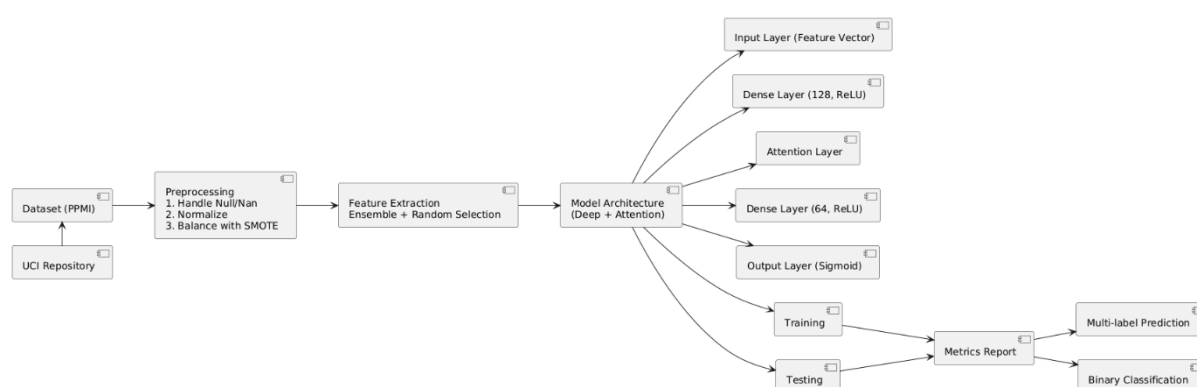 Input Layer (Feature Vector)
Dense Layer (128, ReLU)
Attention Layer
Dataset (PPMI)
UCI Repository
Preprocessing
1. Handle Null/Nan
2. Normalize
3. Balance with SMOTE
Feature Extraction
Ensemble + Random Selection
Model Architecture
(Deep + Attention)
Dense Layer (64, ReLU)
Output Layer (Sigmoid)
Training
Testing
Metrics Report
Multi-label Prediction
Binary Classification